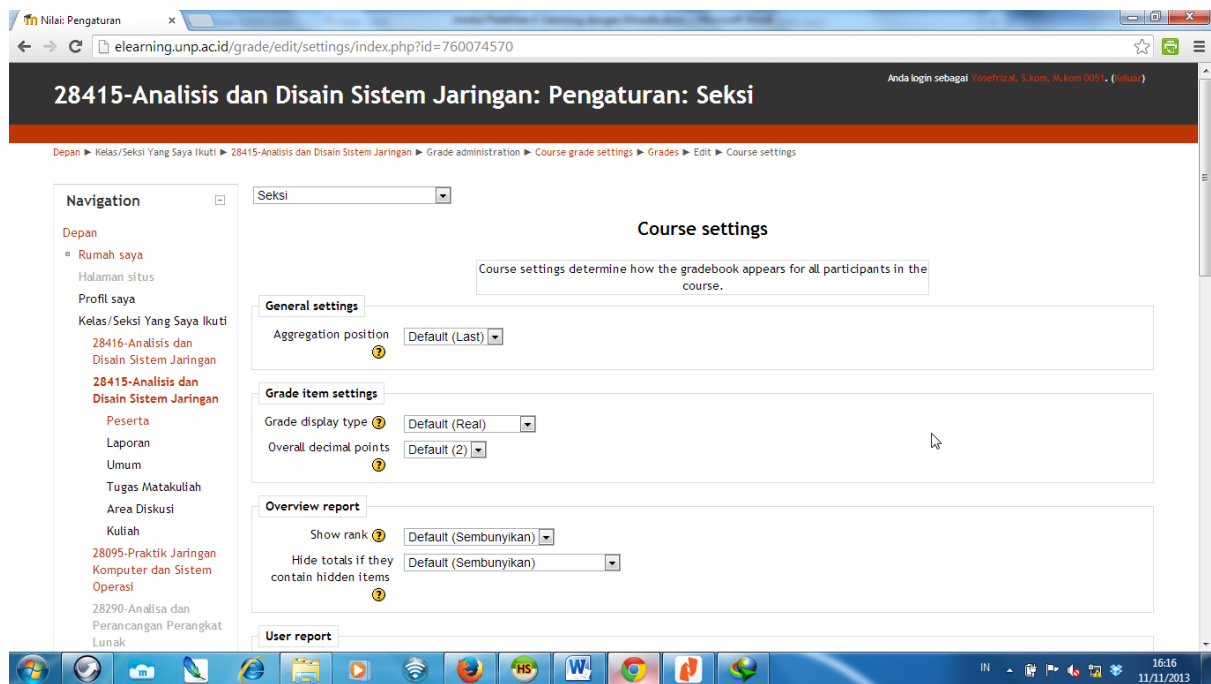 Nilai: Pengaturan
elearning.unp.ac.id/grade/edit/settings/index.php?id=760074570
Anda login sebagai Yosefrizal, S.kom, M.kom 0051. (Keluar)
28415-Analisis dan Disain Sistem Jaringan: Pengaturan: Seksi
Depan ► Kelas/Seksi Yang Saya Ikuti ► 28415-Analisis dan Disain Sistem Jaringan ► Grade administration ► Course grade settings ► Grades ► Edit ► Course settings
Navigation
Depan
Rumah saya
Halaman situs
Profil saya
Kelas/Seksi Yang Saya Ikuti
28416-Analisis dan
Disain Sistem Jaringan
28415-Analisis dan
Disain Sistem Jaringan
Peserta
Laporan
Umum
Tugas Matakuliah
Area Diskusi
Kuliah
28095-Praktik Jaringan
Komputer dan Sistem
Operasi
28290-Analisa dan
Perancangan Perangkat
Lunak
Seksi
Course settings
Course settings determine how the gradebook appears for all participants in the
course.
General settings
Aggregation position Default (Last)
Grade item settings
Grade display type Default (Real)
Overall decimal points Default (2)
Overview report
Show rank Default (Sembunyikan)
Hide totals if they Default (Sembunyikan)
contain hidden items
User report
HS
IN
16:16
11/11/2013